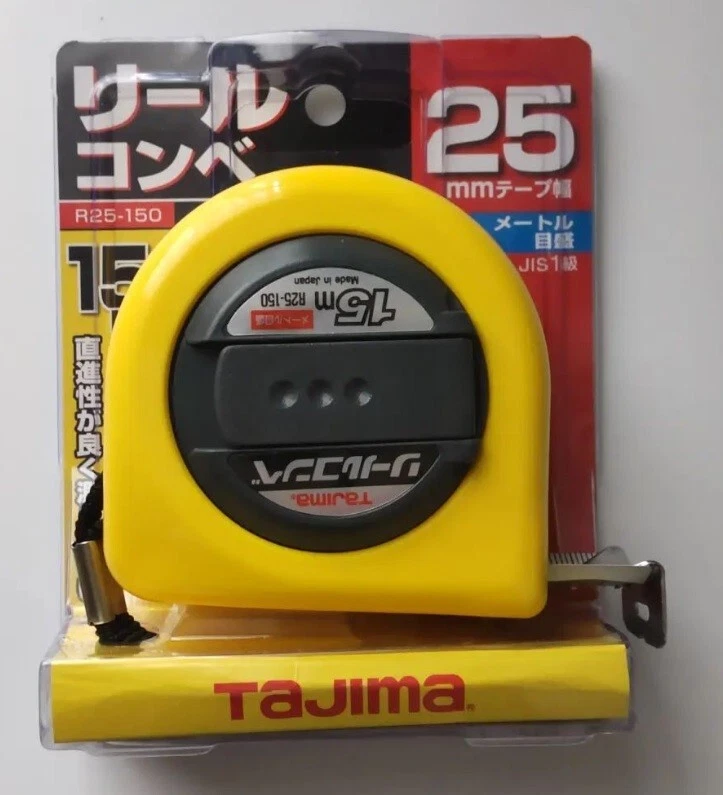 リール
コンベ
25
mmテープ幅
R25-150
メートル
目盛
JIS1級
15
直進性が良く
15m
R25-150
Made in Japan
メートル目盛
リールコンベ
TAJIMA
TAJIMA